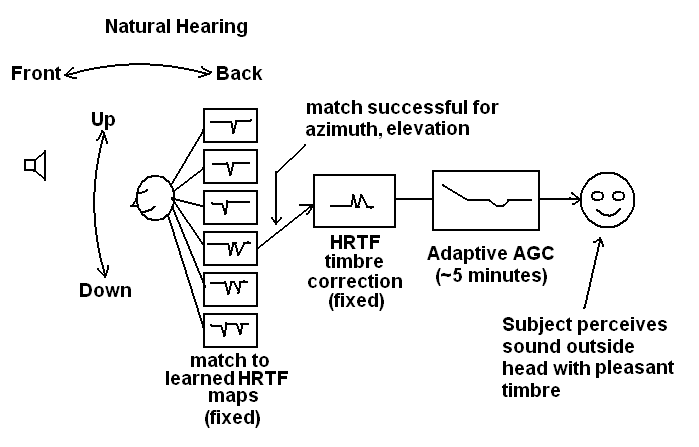 Natural Hearing
Front
Back
Up
Down
match successful for
azimuth, elevation
match to
learned HRTF
maps
(fixed)
HRTF
timbre
correction
(fixed)
Adaptive AGC
(~5 minutes)
Subject perceives
sound outside
head with pleasant
timbre